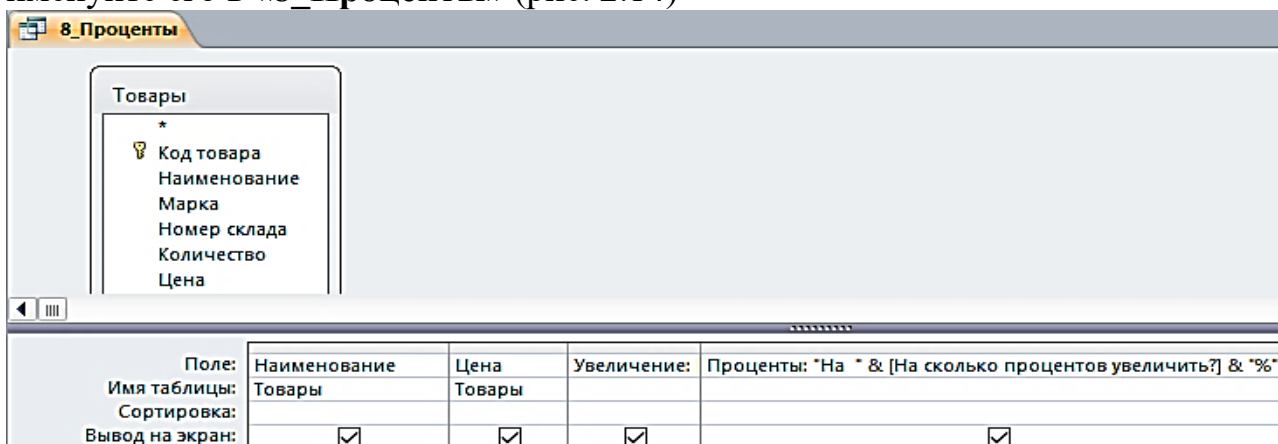 8_Проценты
Товары
*
Код товара
Наименование
Марка
Номер склада
Количество
Цена
Поле: Наименование Цена Увеличение: Проценты: "На " & [На сколько процентов увеличить?] & "%"
Имя таблицы: Товары Товары
Сортировка:
Вывод на экран: